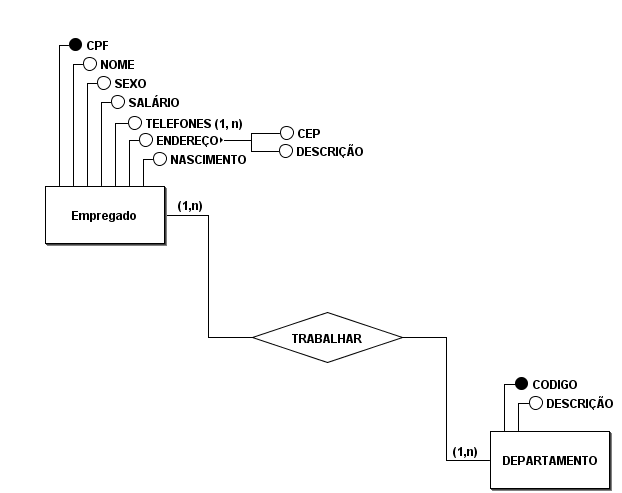 CPF
NOME
SEXO
SALÁRIO
TELEFONES (1, n)
ENDEREÇO
CEP
DESCRIÇÃO
NASCIMENTO
Empregado
(1,n)
TRABALHAR
CODIGO
DESCRIÇÃO
(1,n)
DEPARTAMENTO